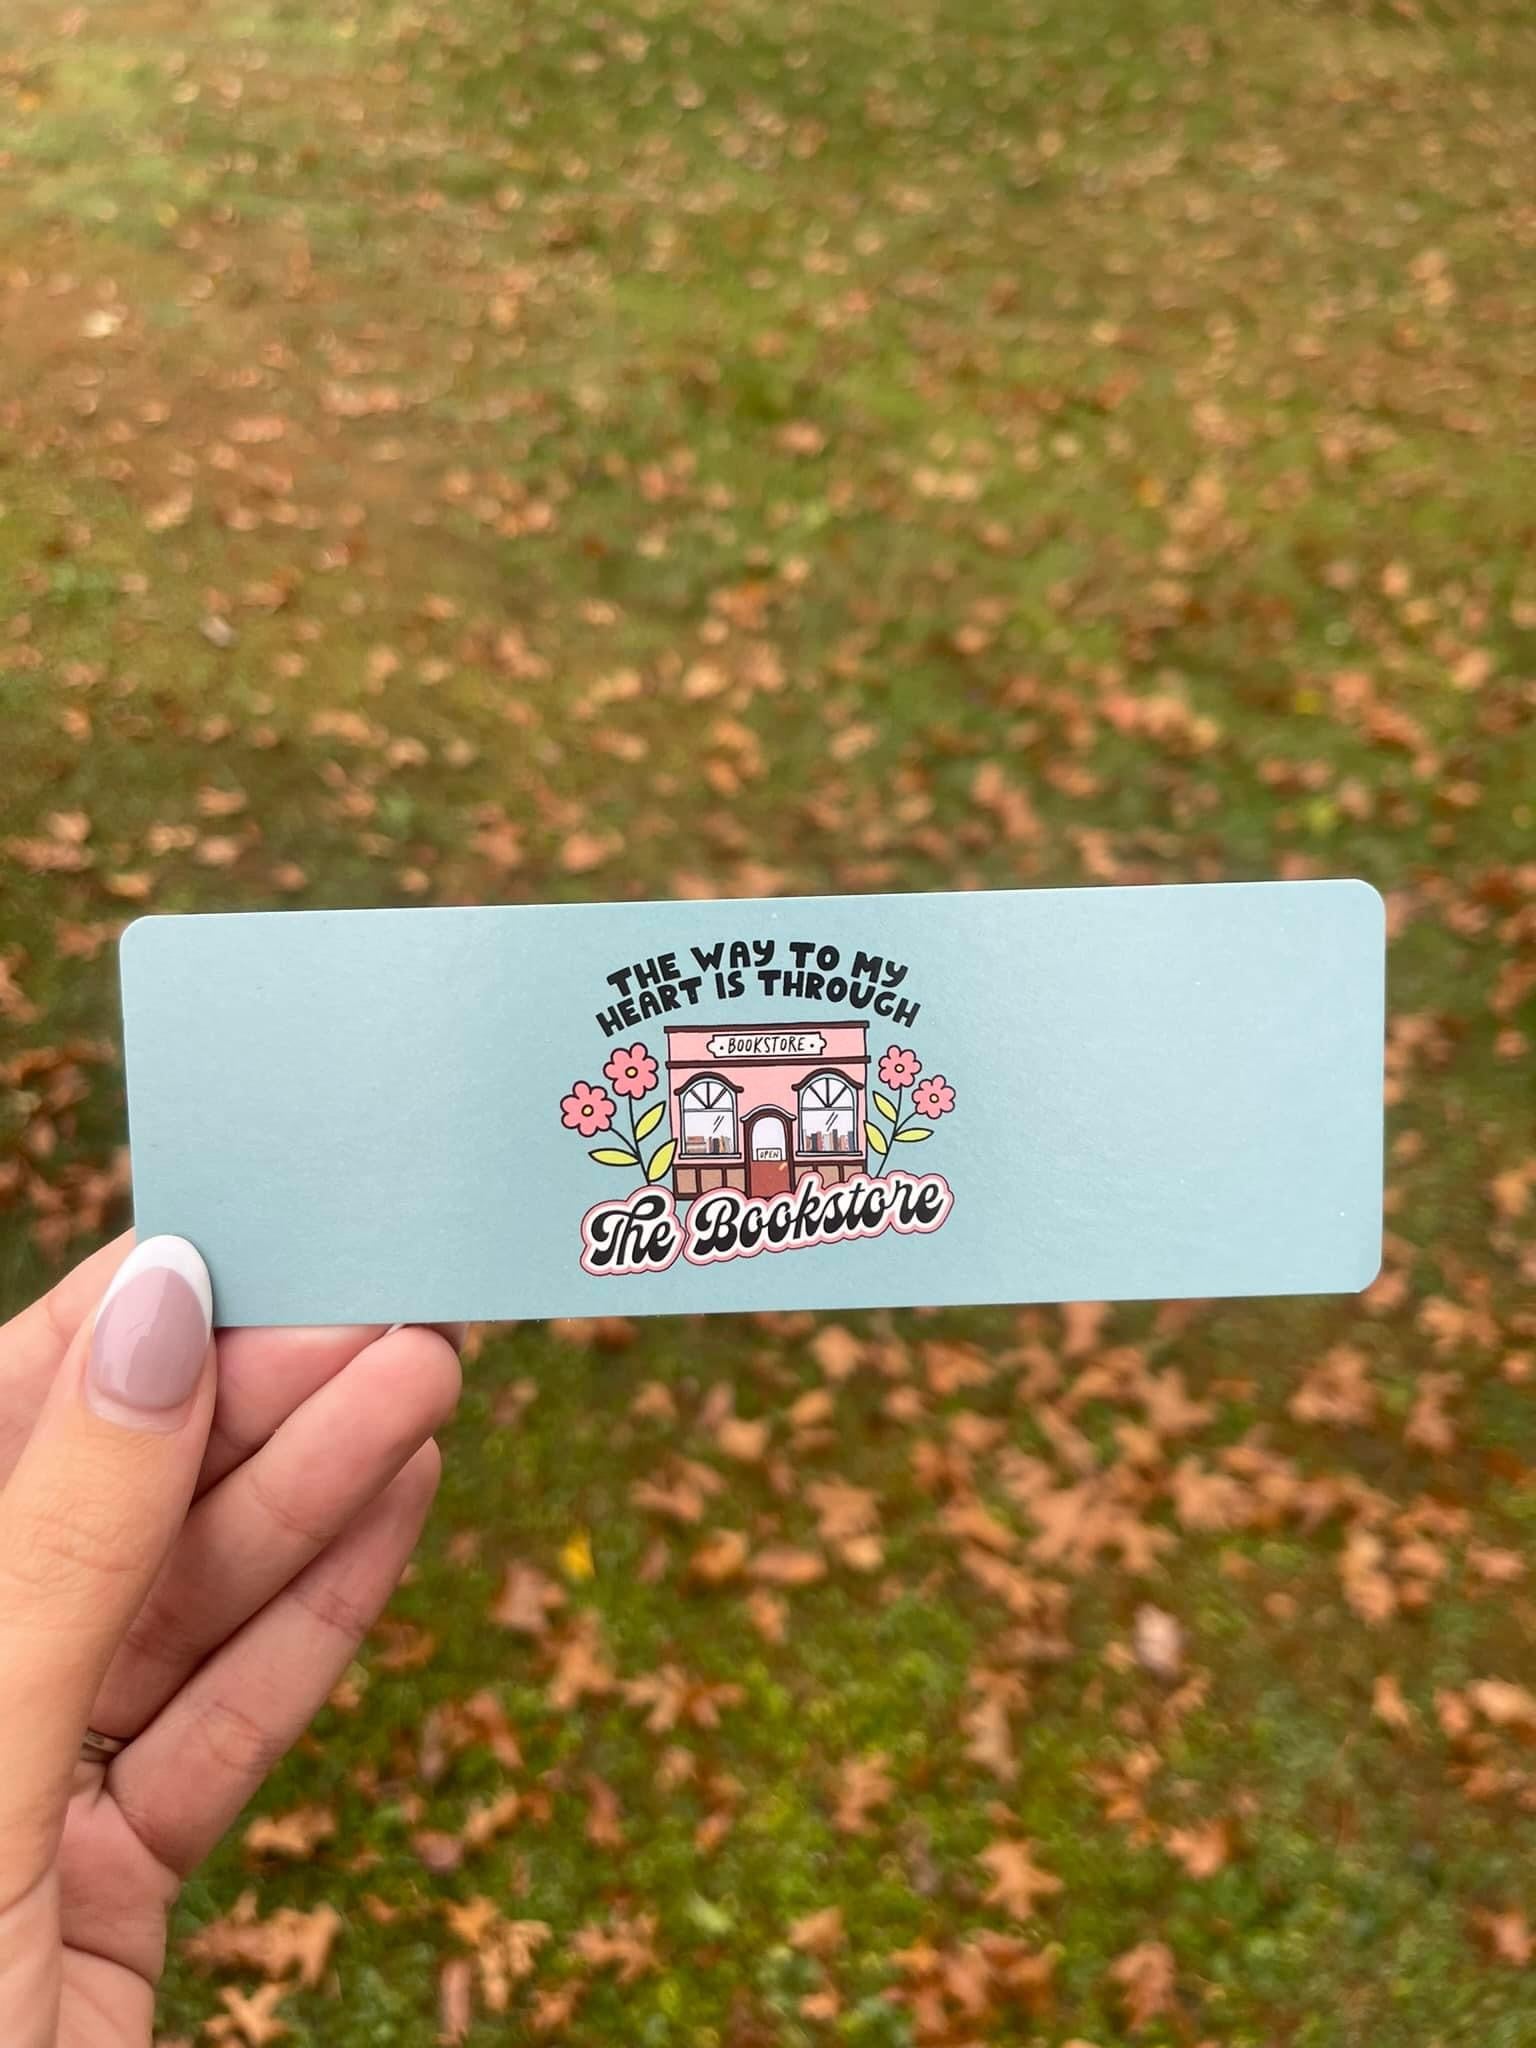 THE WAY TO MY
HEART IS THROUGH
• BOOKSTORE •
OPEN
The Bookstore